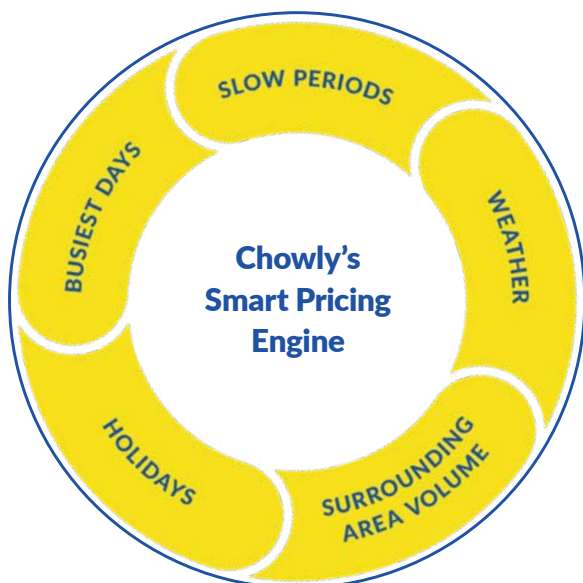 SLOW PERIODS
WEATHER
SURROUNDING
AREA VOLUME
HOLIDAYS
BUSIEST DAYS
Chowly's
Smart Pricing
Engine